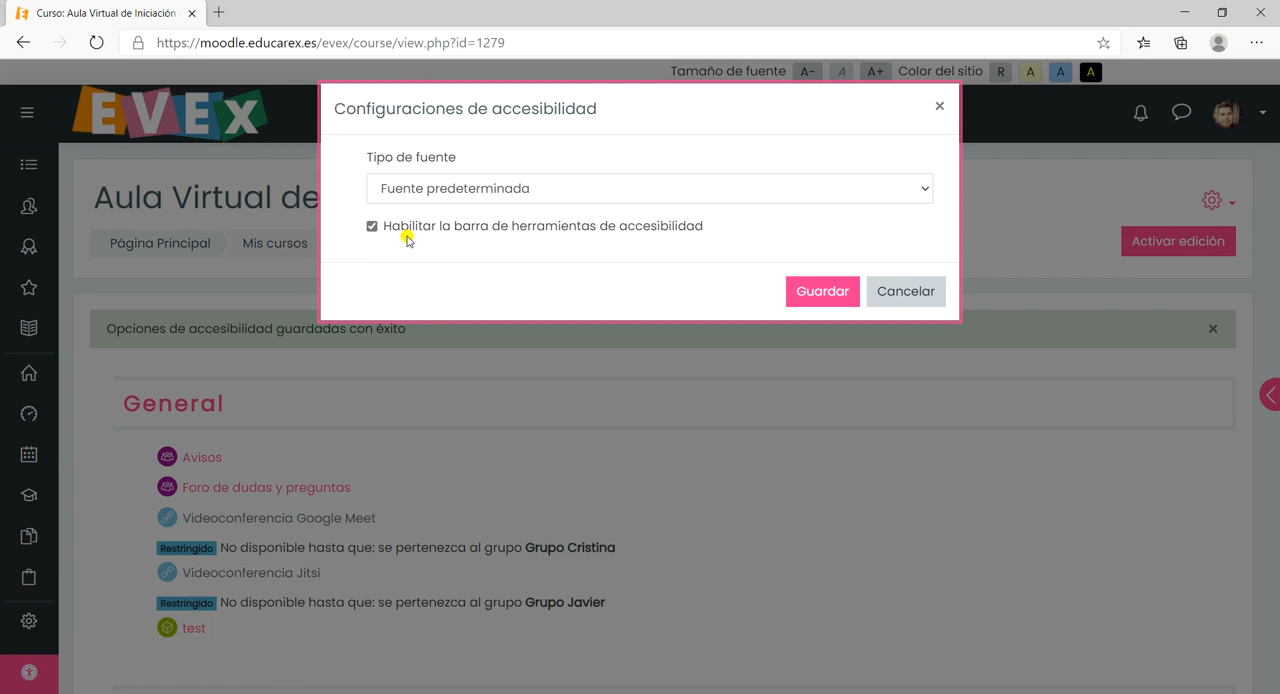 Curso: Aula Virtual de Iniciación
https://moodle.educarex.es/evex/course/view.php?id=1279
Tamaño de fuente A- A A+ Color del sitio R A A A
EVEX
Configuraciones de accesibilidad
Tipo de fuente
Fuente predeterminada
Habilitar la barra de herramientas de accesibilidad
Guardar Cancelar
Aula Virtual de
Página Principal Mis cursos
Activar edición
Opciones de accesibilidad guardadas con éxito
General
Avisos
Foro de dudas y preguntas
Videoconferencia Google Meet
Restringido No disponible hasta que: se pertenezca al grupo Grupo Cristina
Videoconferencia Jitsi
Restringido No disponible hasta que: se pertenezca al grupo Grupo Javier
test